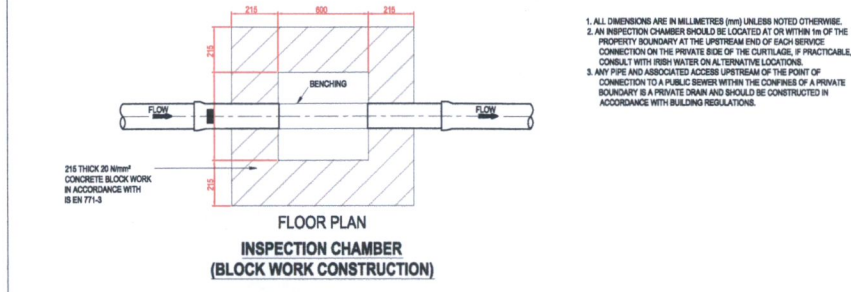 215
600
215
215
BENCHING
FLOW
FLOW
215 THICK 20 N/mm²
CONCRETE BLOCK WORK
IN ACCORDANCE WITH
IS EN 771-3
215
FLOOR PLAN
INSPECTION CHAMBER
(BLOCK WORK CONSTRUCTION)
1. ALL DIMENSIONS ARE IN MILLIMETRES (mm) UNLESS NOTED OTHERWISE.
2. AN INSPECTION CHAMBER SHOULD BE LOCATED AT OR WITHIN 1m OF THE
PROPERTY BOUNDARY AT THE UPSTREAM END OF EACH SERVICE
CONNECTION ON THE PRIVATE SIDE OF THE CURTILAGE, IF PRACTICABLE,
CONSULT WITH IRISH WATER ON ALTERNATIVE LOCATIONS.
3. ANY PIPE AND ASSOCIATED ACCESS UPSTREAM OF THE POINT OF
CONNECTION TO A PUBLIC SEWER WITHIN THE CONFINES OF A PRIVATE
BOUNDARY IS A PRIVATE DRAIN AND SHOULD BE CONSTRUCTED IN
ACCORDANCE WITH BUILDING REGULATIONS.